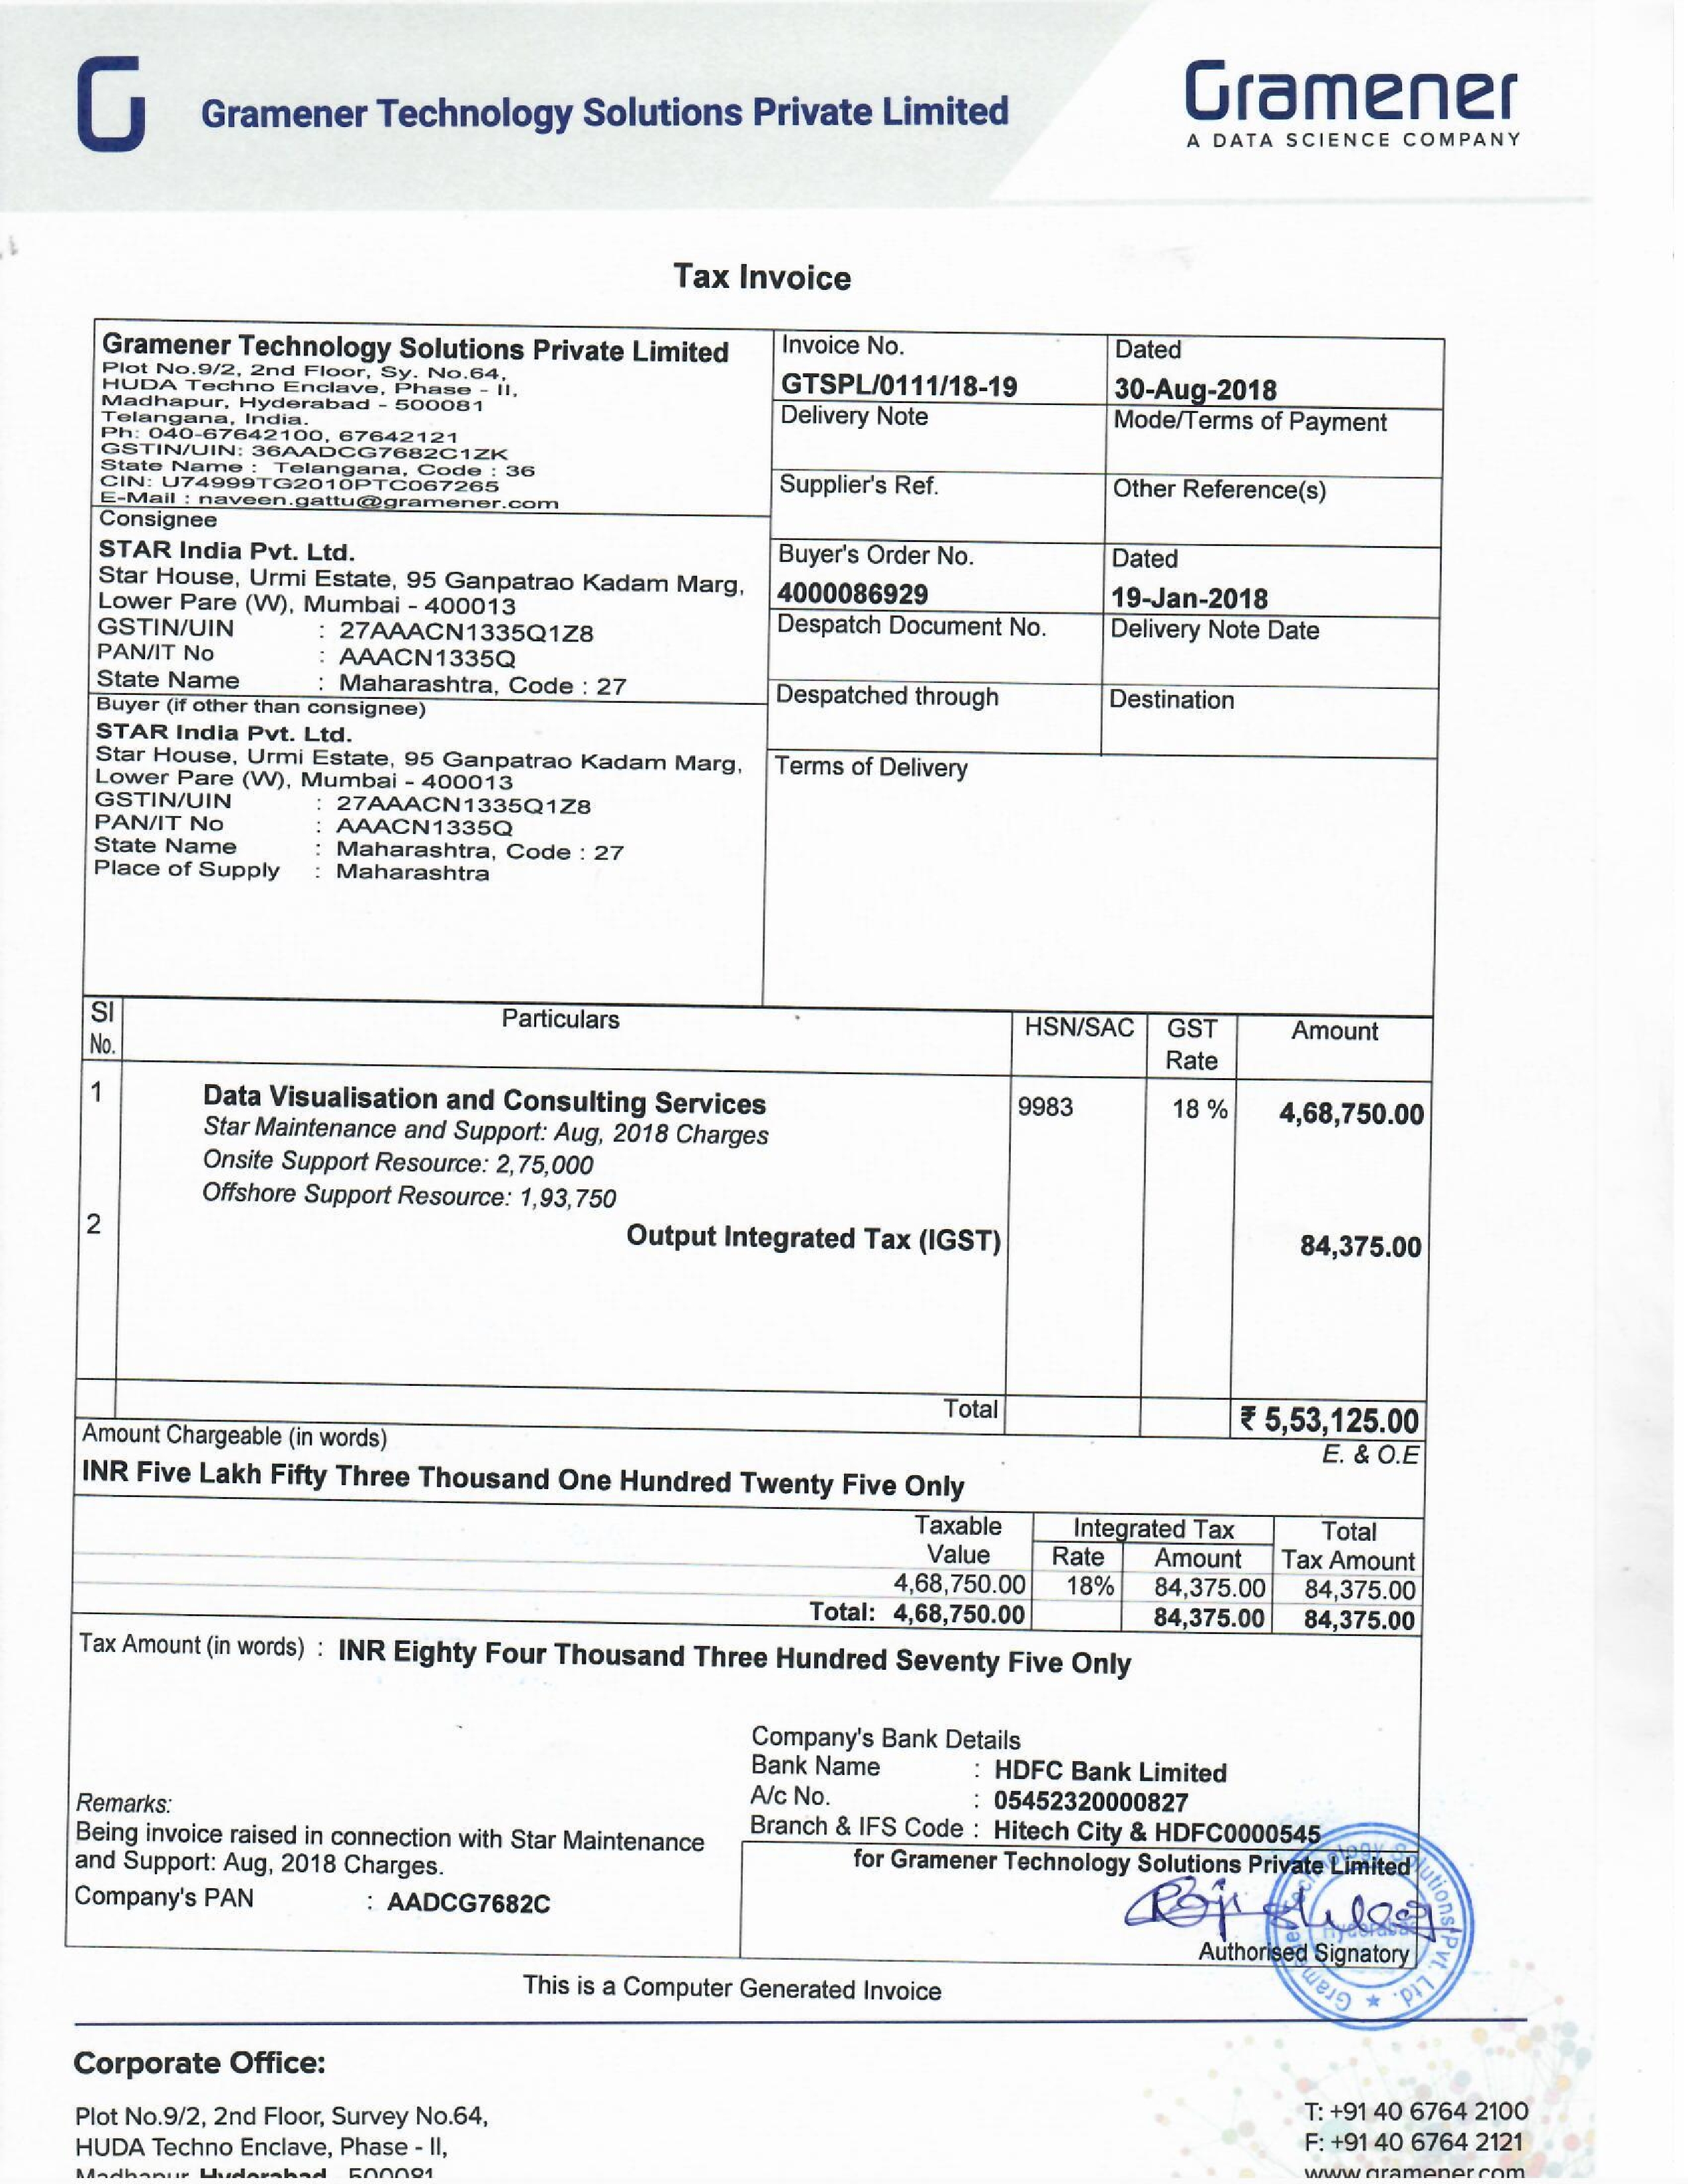 G Gramener Technology Solutions Private Limited
Gramener
A DATA SCIENCE COMPANY
Tax Invoice
Gramener Technology Solutions Private Limited
Plot No.9/2, 2nd Floor, Sy. No.64,
HUDA Techno Enclave, Phase - II,
Madhapur, Hyderabad - 500081
Telangana, India.
Ph: 040-67642100, 67642121
GSTIN/UIN: 36AADCG7682C1ZK
State Name : Telangana, Code : 36
CIN: U74999TG2010PTC067265
E-Mail : naveen.gattu@gramener.com
Invoice No.
GTSPL/0111/18-19
Dated
30-Aug-2018
Delivery Note
Mode/Terms of Payment
Supplier's Ref.
Other Reference(s)
Consignee
STAR India Pvt. Ltd.
Star House, Urmi Estate, 95 Ganpatrao Kadam Marg,
Lower Pare (W), Mumbai - 400013
GSTIN/UIN : 27AAACN1335Q1Z8
PAN/IT No : AAACN1335Q
State Name : Maharashtra, Code : 27
Buyer's Order No.
4000086929
Dated
19-Jan-2018
Despatch Document No.
Delivery Note Date
Despatched through
Destination
Buyer (if other than consignee)
STAR India Pvt. Ltd.
Star House, Urmi Estate, 95 Ganpatrao Kadam Marg,
Lower Pare (W), Mumbai - 400013
GSTIN/UIN : 27AAACN1335Q1Z8
PAN/IT No : AAACN1335Q
State Name : Maharashtra, Code : 27
Place of Supply : Maharashtra
Terms of Delivery
SI No. Particulars HSN/SAC GST Rate Amount
1 Data Visualisation and Consulting Services 9983 18 % 4,68,750.00
Star Maintenance and Support: Aug, 2018 Charges
Onsite Support Resource: 2,75,000
Offshore Support Resource: 1,93,750
2 Output Integrated Tax (IGST) 84,375.00
Total ₹ 5,53,125.00
Amount Chargeable (in words) E. & O.E
INR Five Lakh Fifty Three Thousand One Hundred Twenty Five Only
Taxable Value Integrated Tax Total Tax Amount
Rate Amount
4,68,750.00 18% 84,375.00 84,375.00
Total: 4,68,750.00 84,375.00 84,375.00
Tax Amount (in words) : INR Eighty Four Thousand Three Hundred Seventy Five Only
Company's Bank Details
Bank Name : HDFC Bank Limited
A/c No. : 05452320000827
Branch & IFS Code : Hitech City & HDFC0000545
Remarks:
Being invoice raised in connection with Star Maintenance
and Support: Aug, 2018 Charges.
Company's PAN : AADCG7682C
for Gramener Technology Solutions Private Limited
Authorised Signatory
Gramener Technology Solutions Pvt. Ltd. ★
Hyderabad
This is a Computer Generated Invoice
Corporate Office:
Plot No.9/2, 2nd Floor, Survey No.64,
HUDA Techno Enclave, Phase - II,
Madhapur, Hyderabad - 500081
T: +91 40 6764 2100
F: +91 40 6764 2121
www.gramener.com